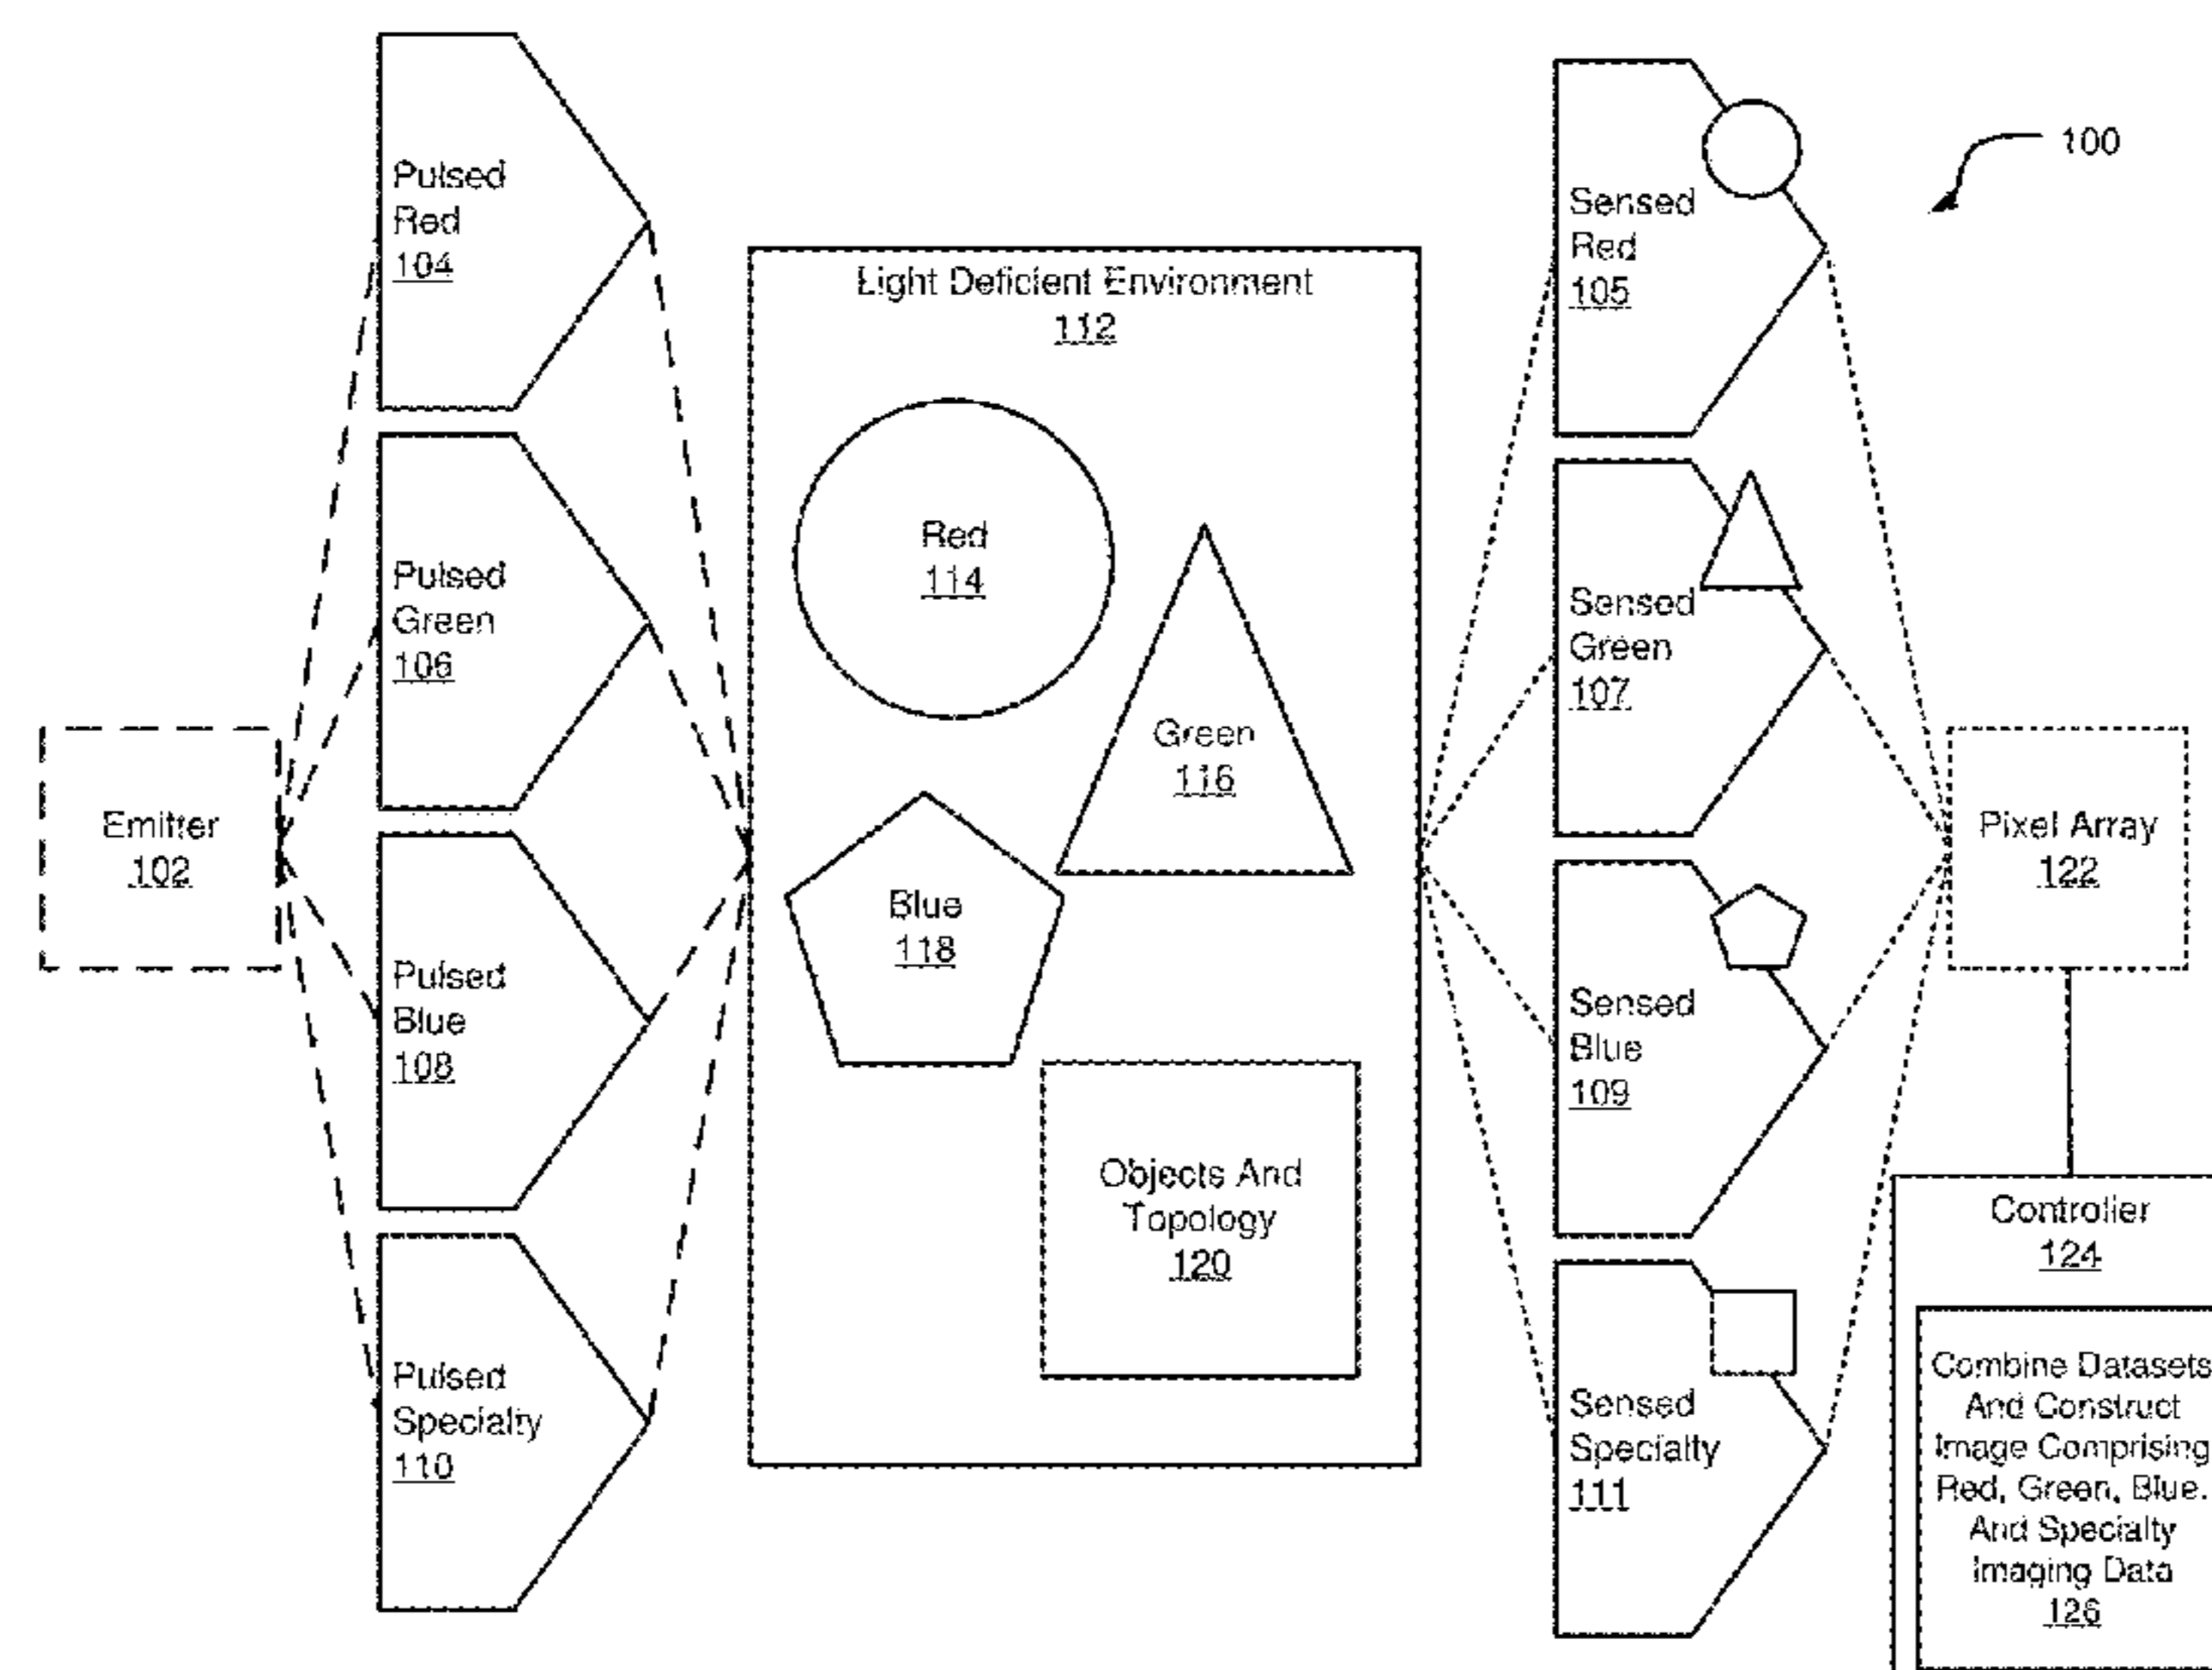 Pulsed
Red
104
Pulsed
Green
106
Pulsed
Blue
108
Pulsed
Specialty
110
Emitter
102
Light Deficient Environment
112
Red
114
Green
116
Blue
118
Objects And
Topology
120
Sensed
Red
105
Sensed
Green
107
Sensed
Blue
109
Sensed
Specialty
111
100
Pixel Array
122
Controller
124
Combine Datasets
And Construct
Image Comprising
Red, Green, Blue.
And Specialty
Imaging Data
126